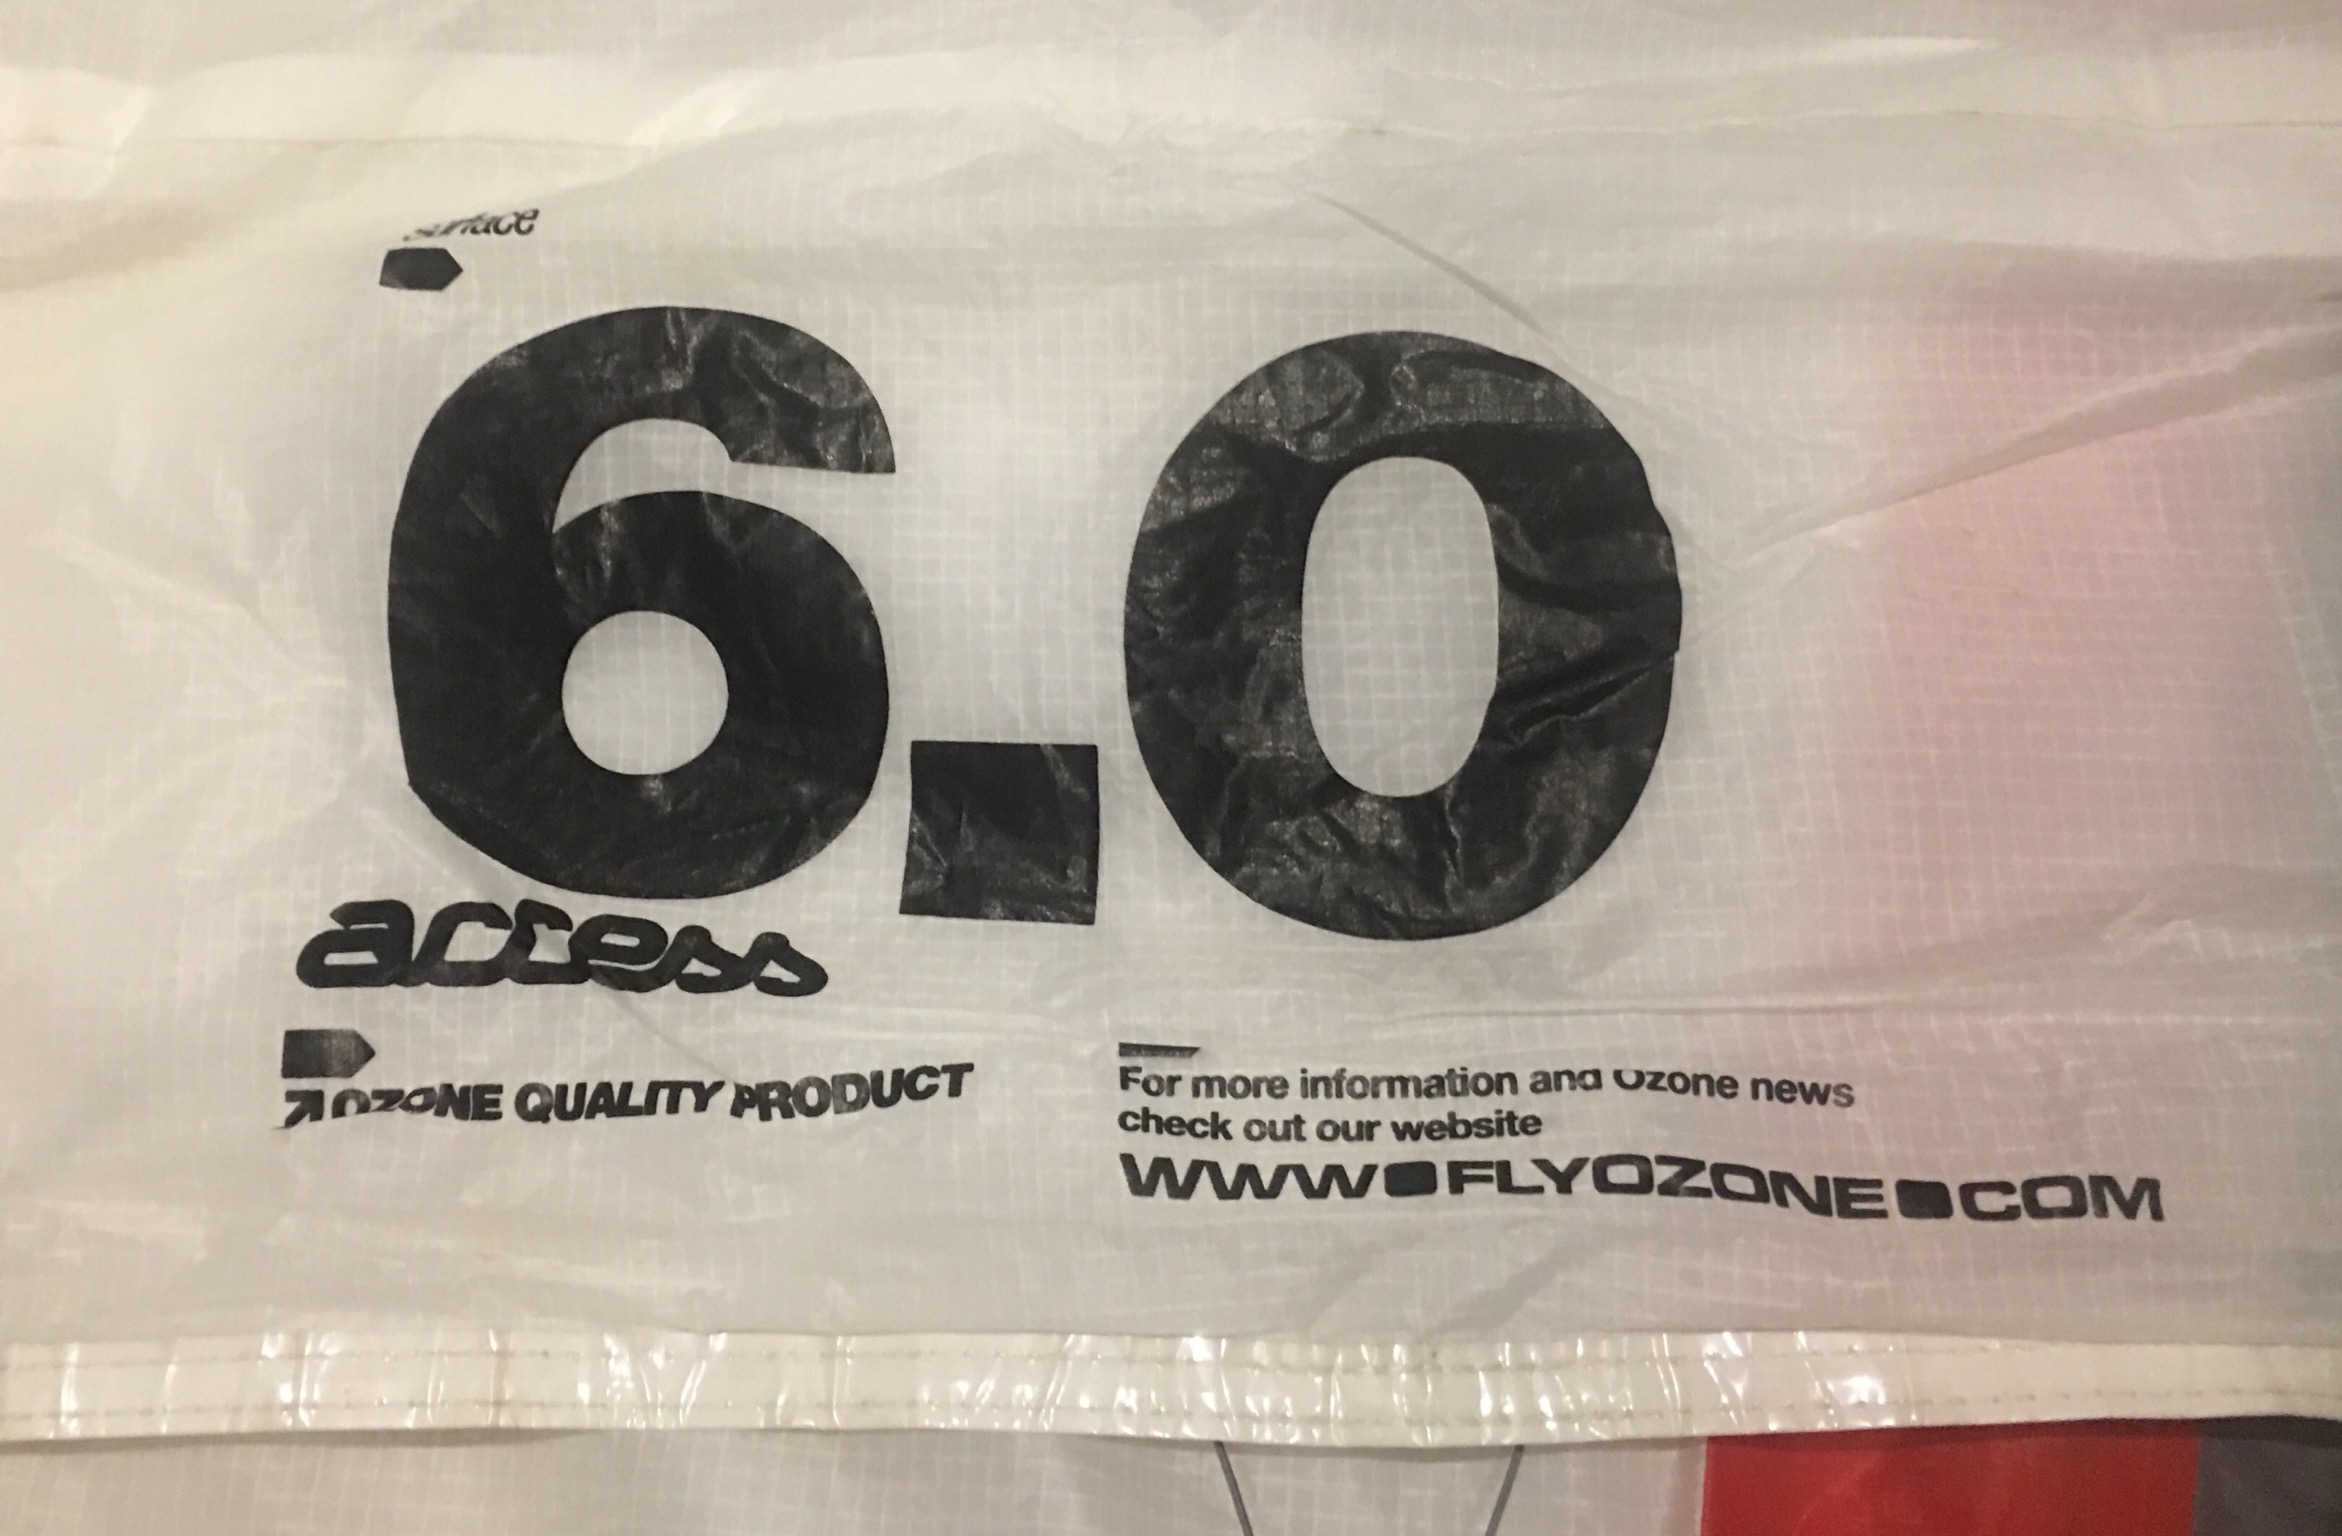 surface
6.0
access
OZONE QUALITY PRODUCT
For more information and Ozone news
check out our website
WWW.FLYOZONE.COM